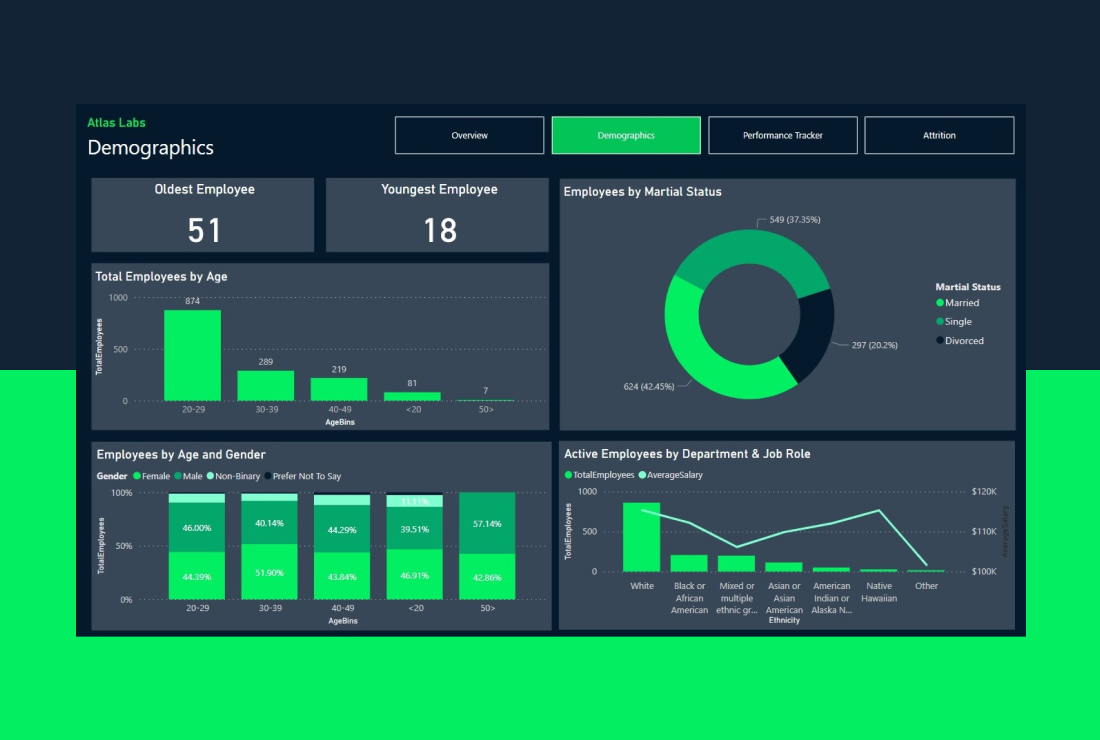 Atlas Labs
Demographics
Overview
Demographics
Performance Tracker
Attrition
Oldest Employee
51
Youngest Employee
18
Total Employees by Age
TotalEmployees
1000
500
0
874
289
219
81
7
20-29
30-39
40-49
<20
50>
AgeBins
Employees by Martial Status
549 (37.35%)
297 (20.2%)
624 (42.45%)
Martial Status
Married
Single
Divorced
Employees by Age and Gender
Gender Female Male Non-Binary Prefer Not To Say
TotalEmployees
100%
50%
0%
11.11%
46.00%
40.14%
44.29%
39.51%
57.14%
44.39%
51.90%
43.84%
46.91%
42.86%
20-29
30-39
40-49
<20
50>
AgeBins
Active Employees by Department & Job Role
TotalEmployees AverageSalary
TotalEmployees
1000
500
0
$120K
$110K
$100K
Average Salary
White
Black or
African
American
Mixed or
multiple
ethnic gr...
Asian or
Asian
American
American
Indian or
Alaska N...
Native
Hawaiian
Other
Ethnicity